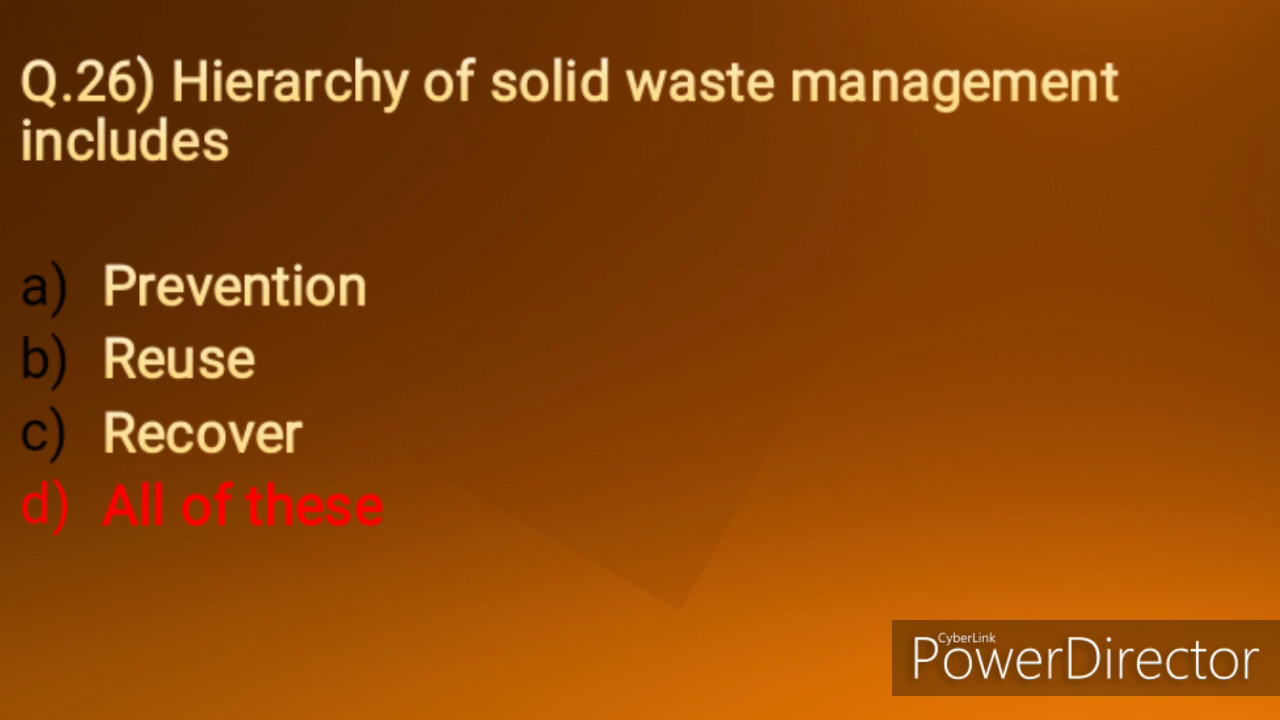 Q.26) Hierarchy of solid waste management
includes
a) Prevention
b) Reuse
c) Recover
d) All of these
CyberLink
PowerDirector